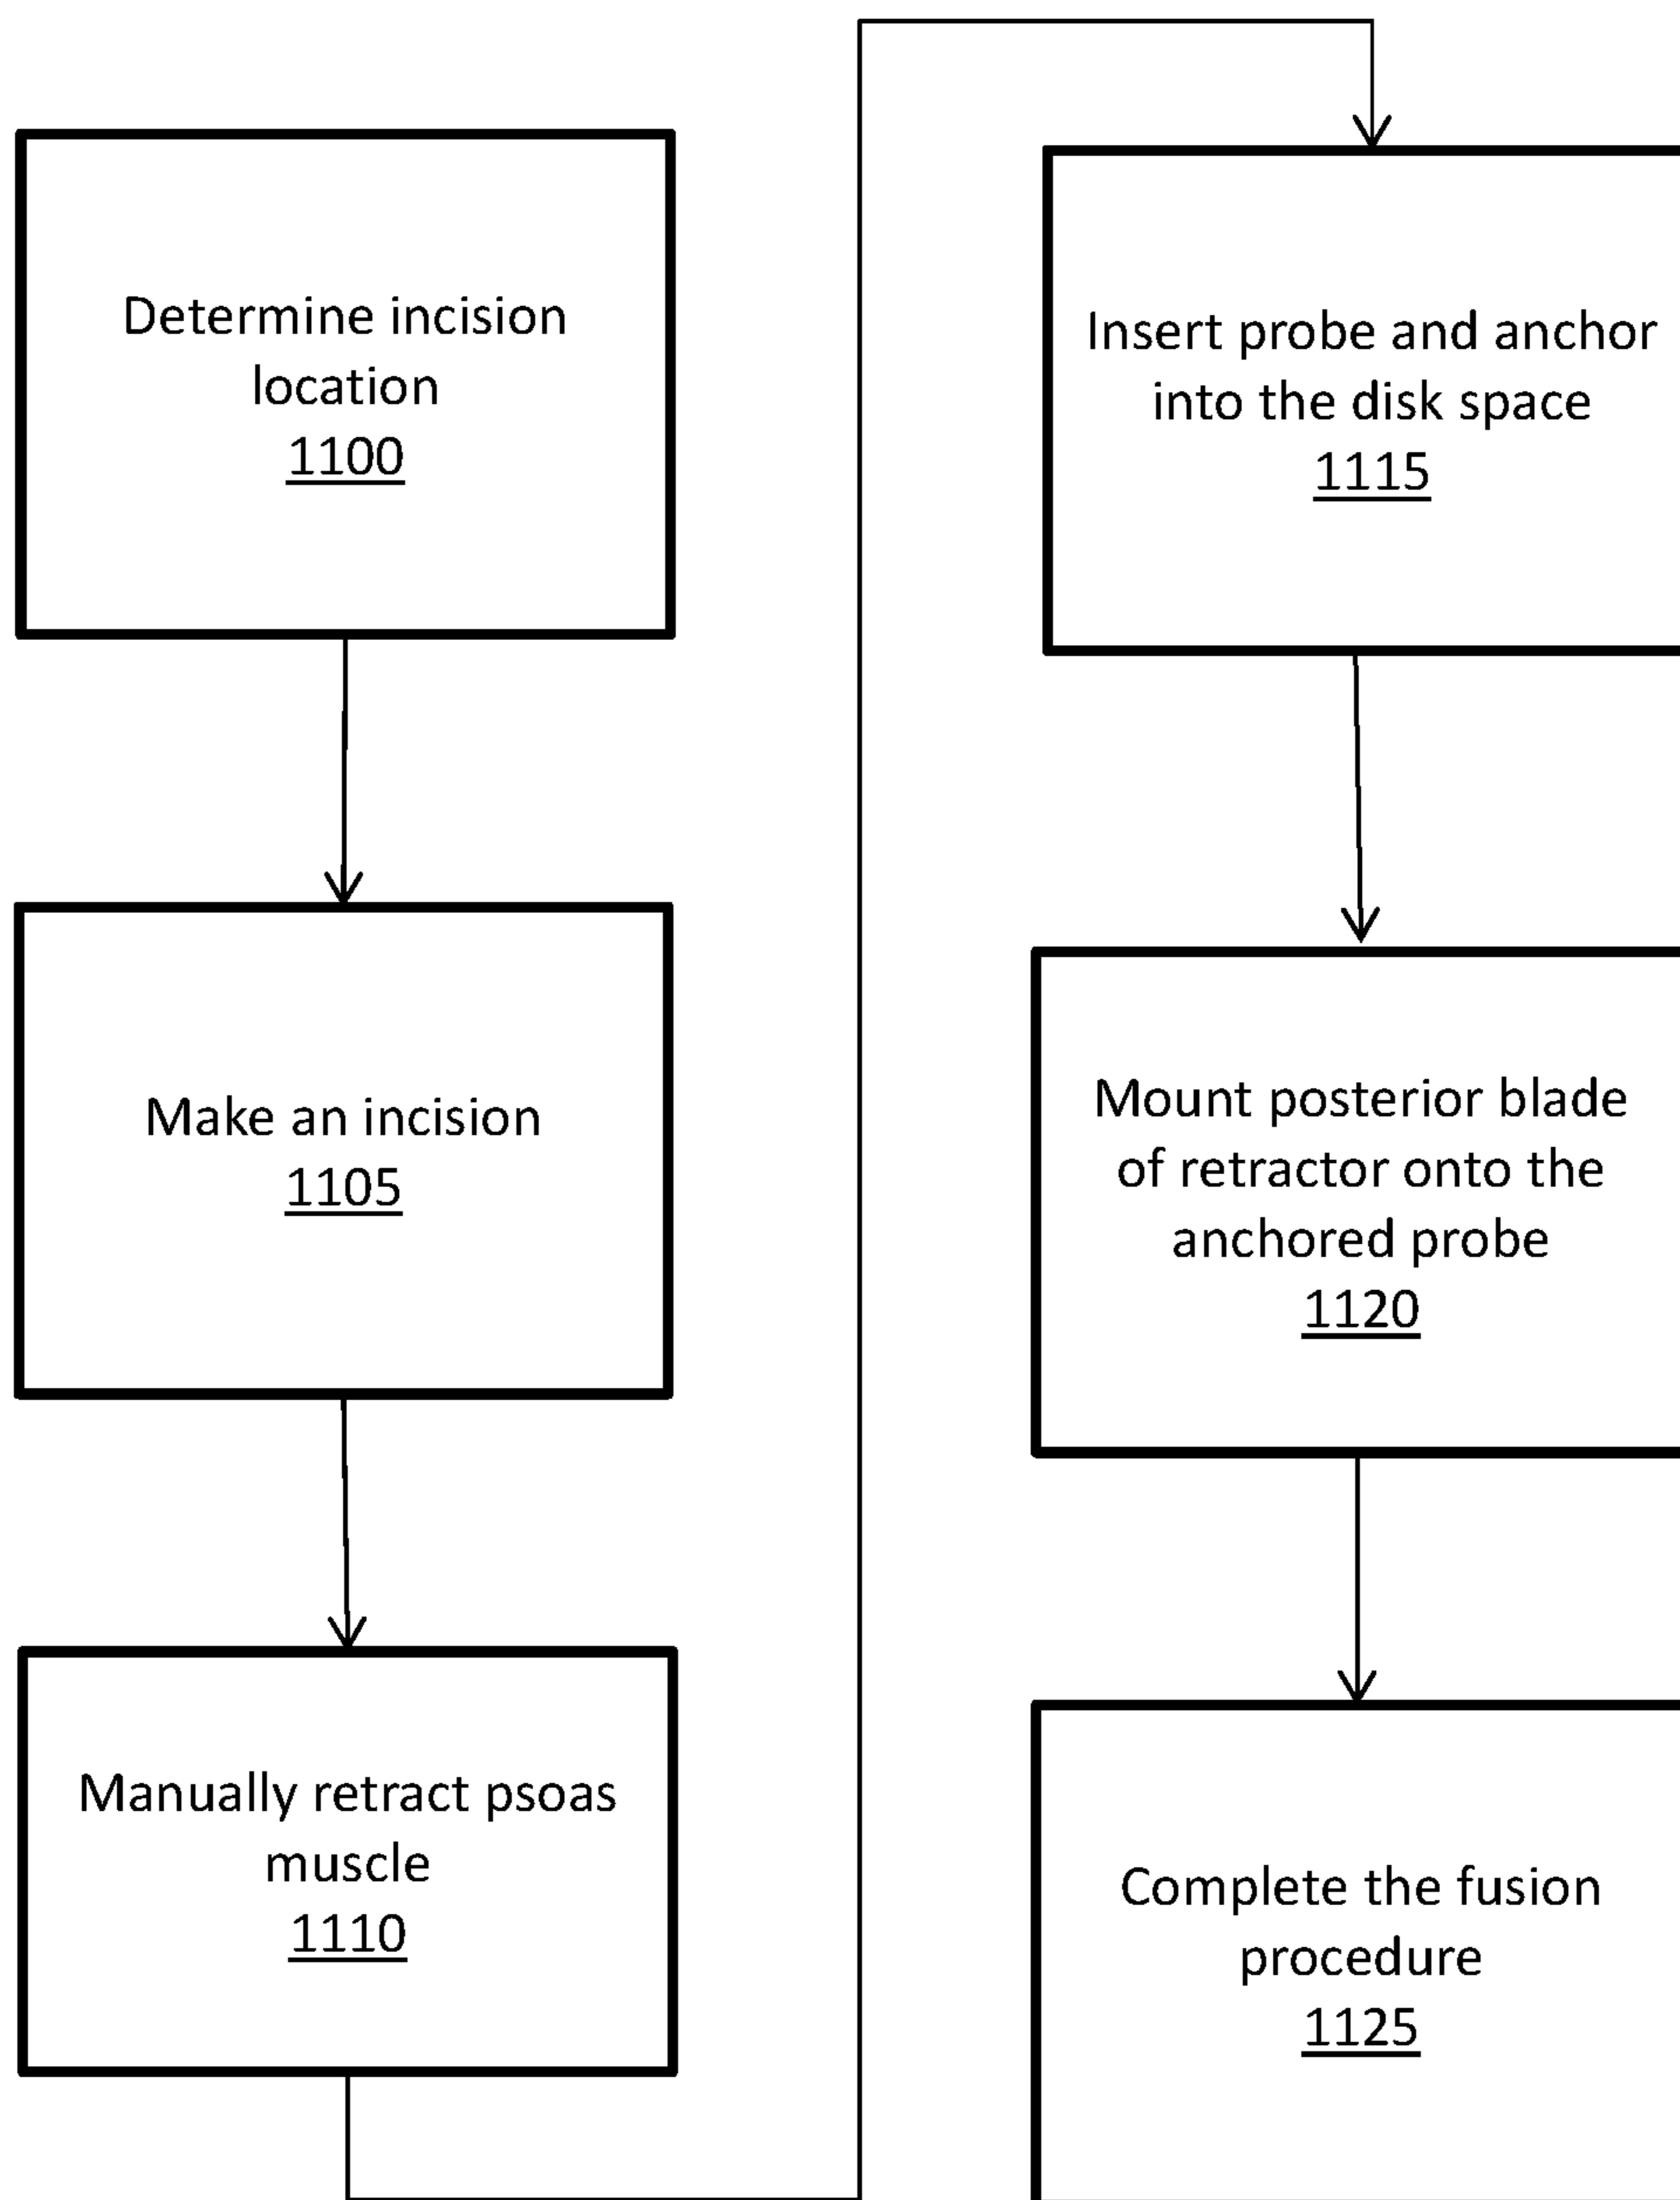 Determine incision
location
1100
Make an incision
1105
Manually retract psoas
muscle
1110
Insert probe and anchor
into the disk space
1115
Mount posterior blade
of retractor onto the
anchored probe
1120
Complete the fusion
procedure
1125